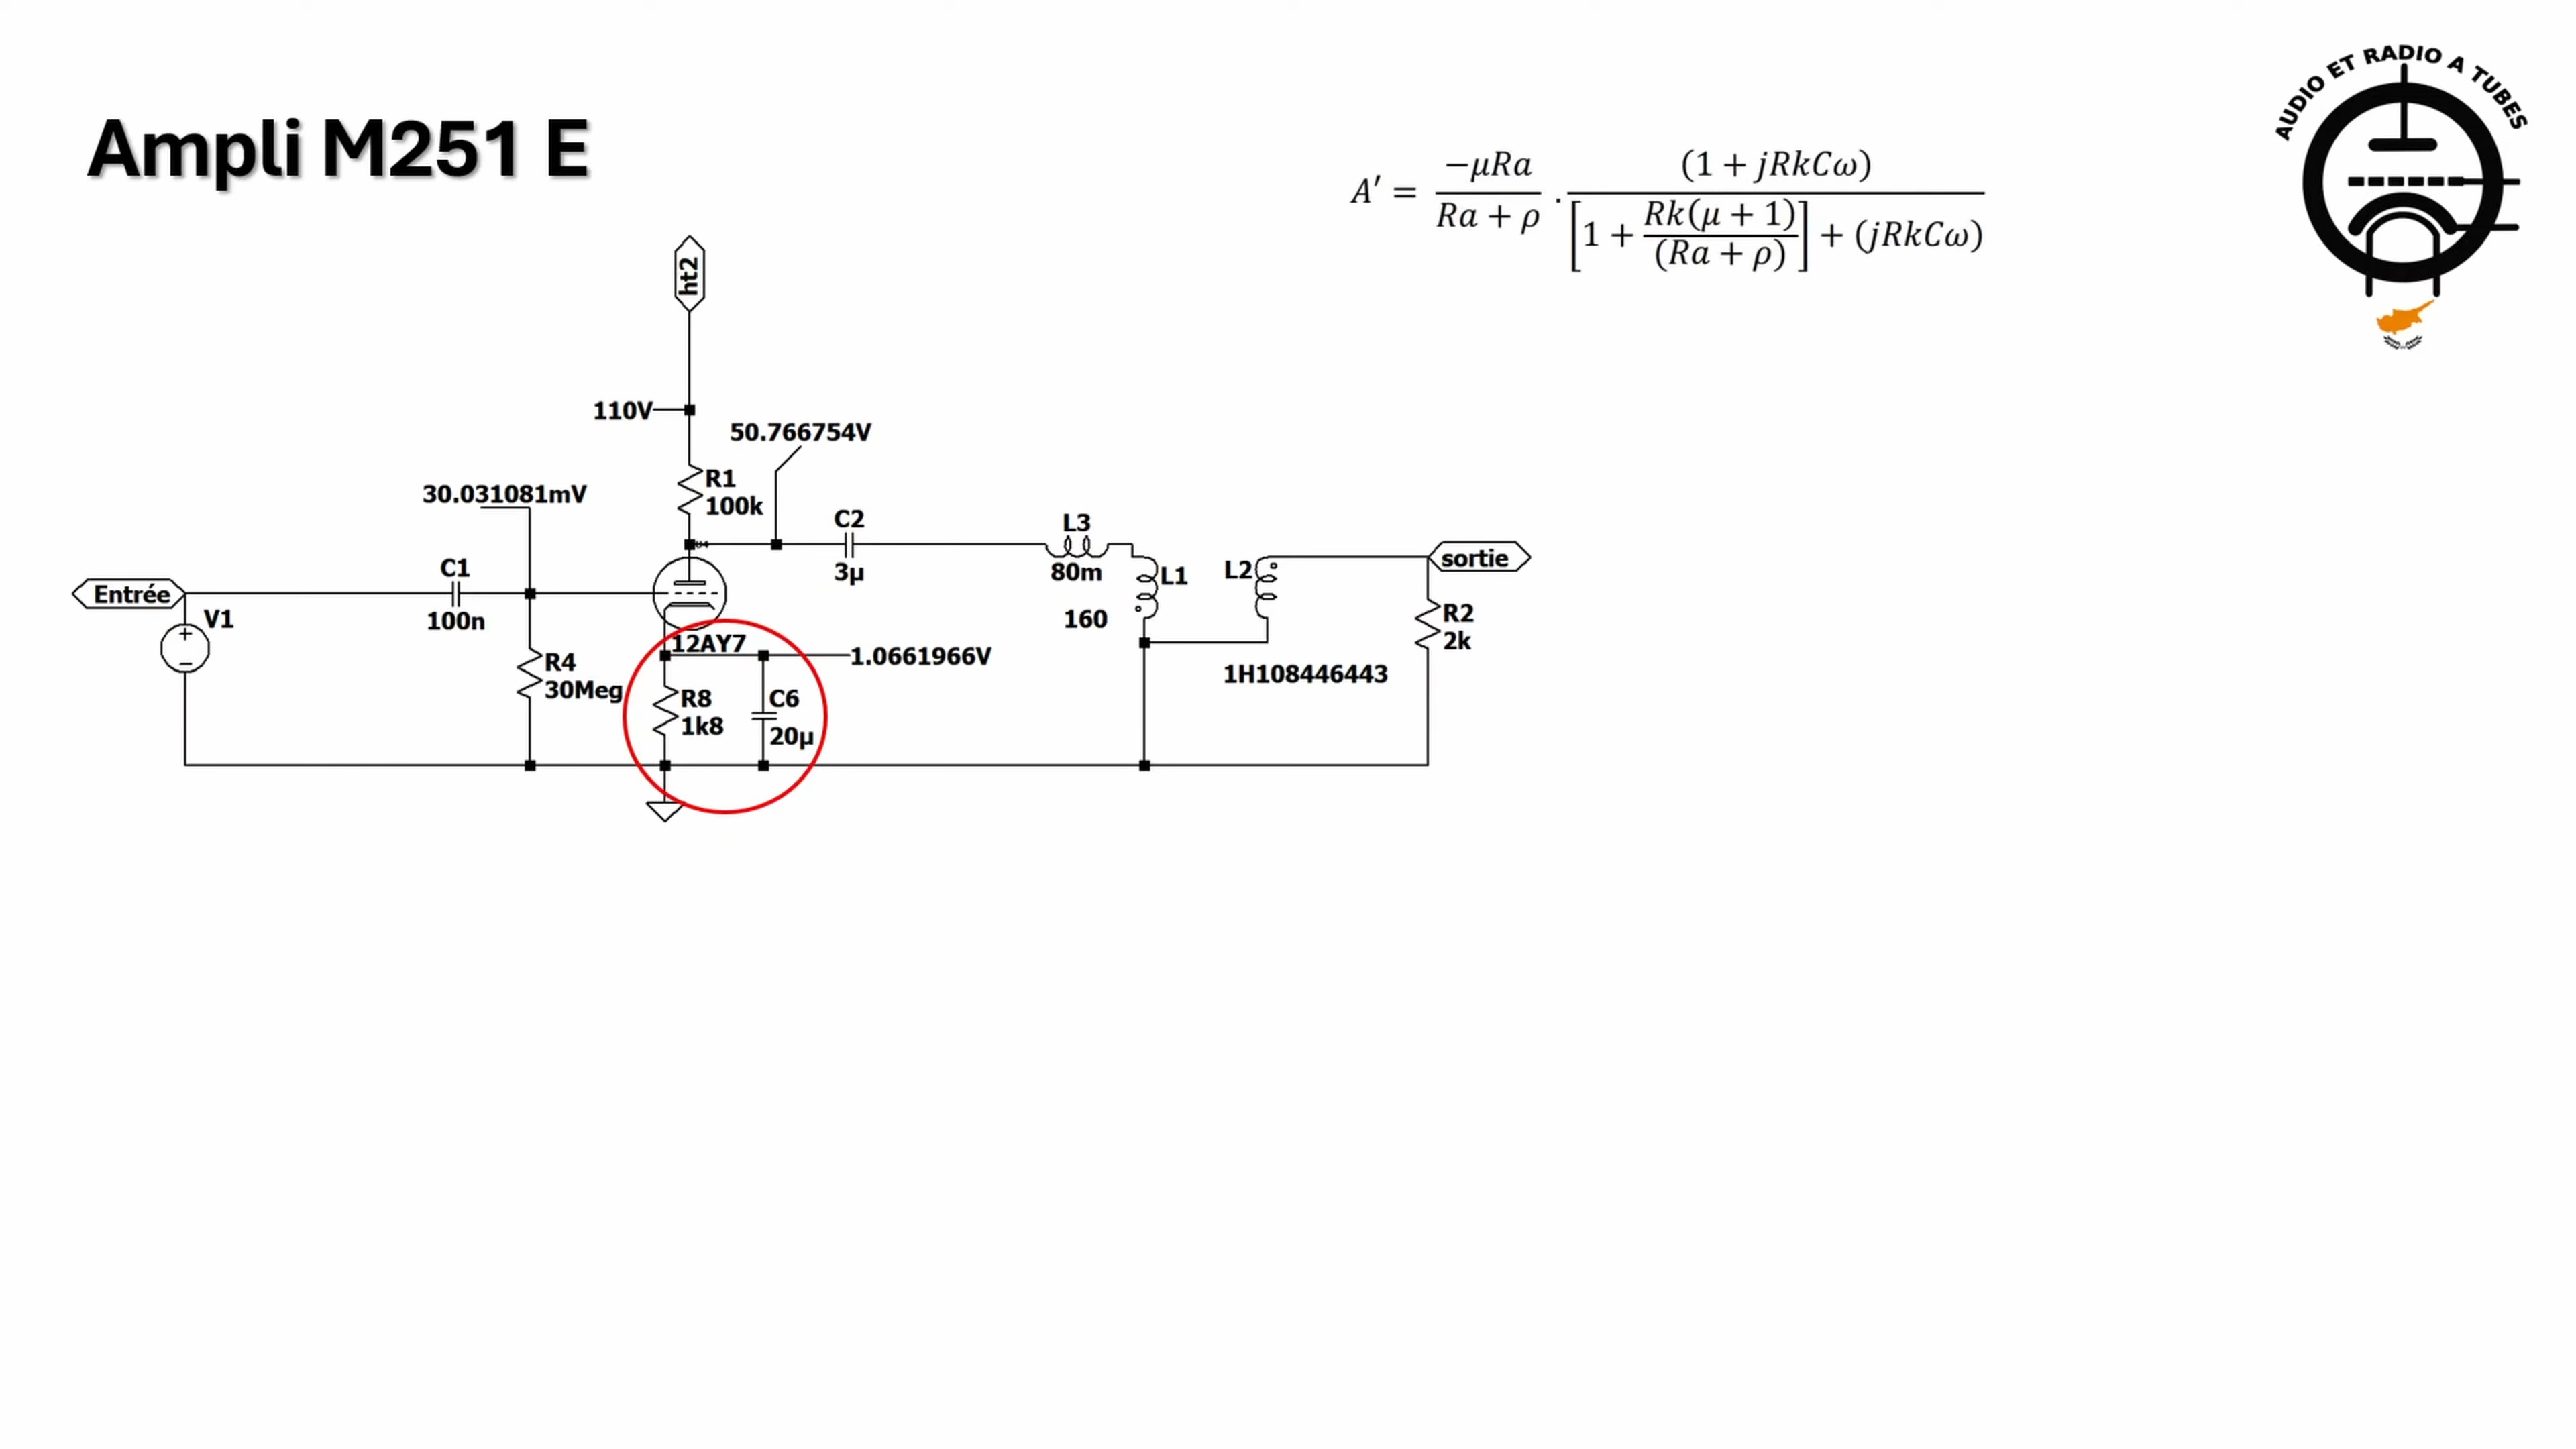 AUDIO ET RADIO A TUBES
Ampli M251 E
A' = −μRa / Ra + ρ . (1 + jRkCω) / [1 + Rk(μ + 1) / (Ra + ρ)] + (jRkCω)
ht2
110V
50.766754V
R1
100k
30.031081mV
C2
3μ
L3
80m
L1
160
L2
1H108446443
sortie
R2
2k
Entrée
V1
C1
100n
R4
30Meg
12AY7
1.0661966V
R8
1k8
C6
20μ